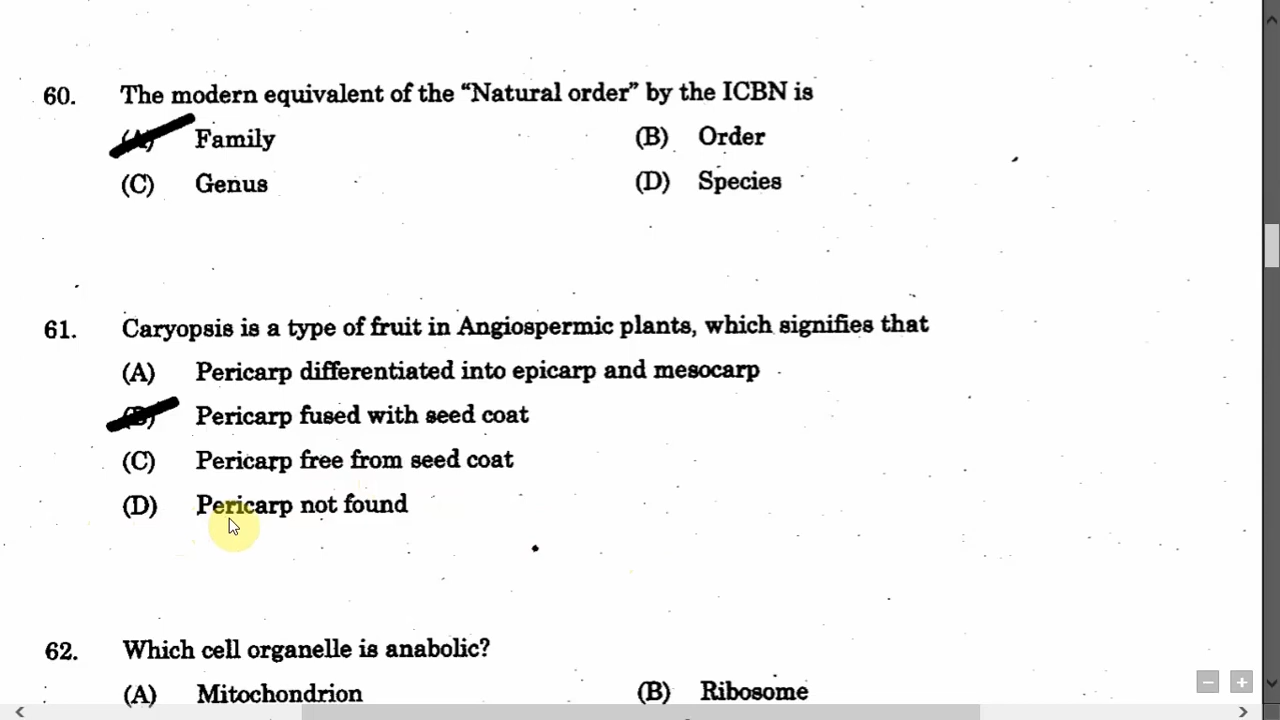 60. The modern equivalent of the “Natural order” by the ICBN is
(A) Family (B) Order
(C) Genus (D) Species
61. Caryopsis is a type of fruit in Angiospermic plants, which signifies that
(A) Pericarp differentiated into epicarp and mesocarp
(B) Pericarp fused with seed coat
(C) Pericarp free from seed coat
(D) Pericarp not found
62. Which cell organelle is anabolic?
(A) Mitochondrion (B) Ribosome